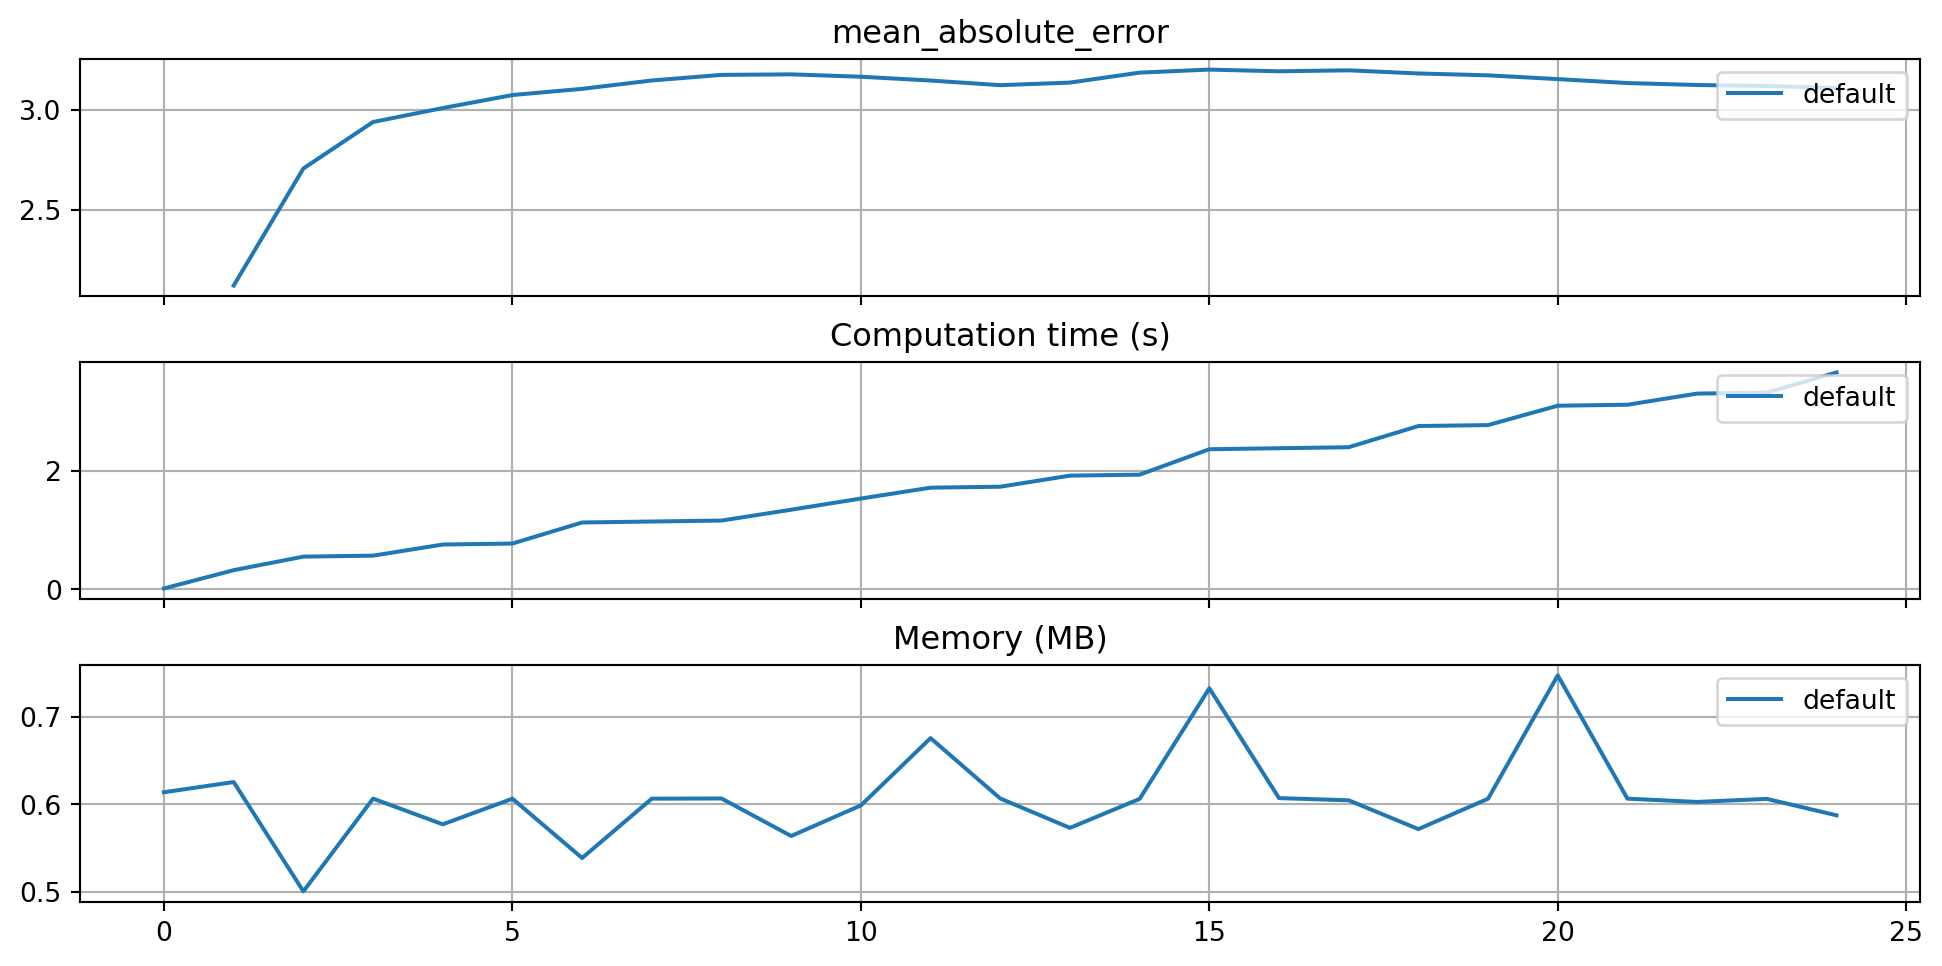 mean_absolute_error
3.0
2.5
default
Computation time (s)
2
0
default
Memory (MB)
0.7
0.6
0.5
default
0 5 10 15 20 25